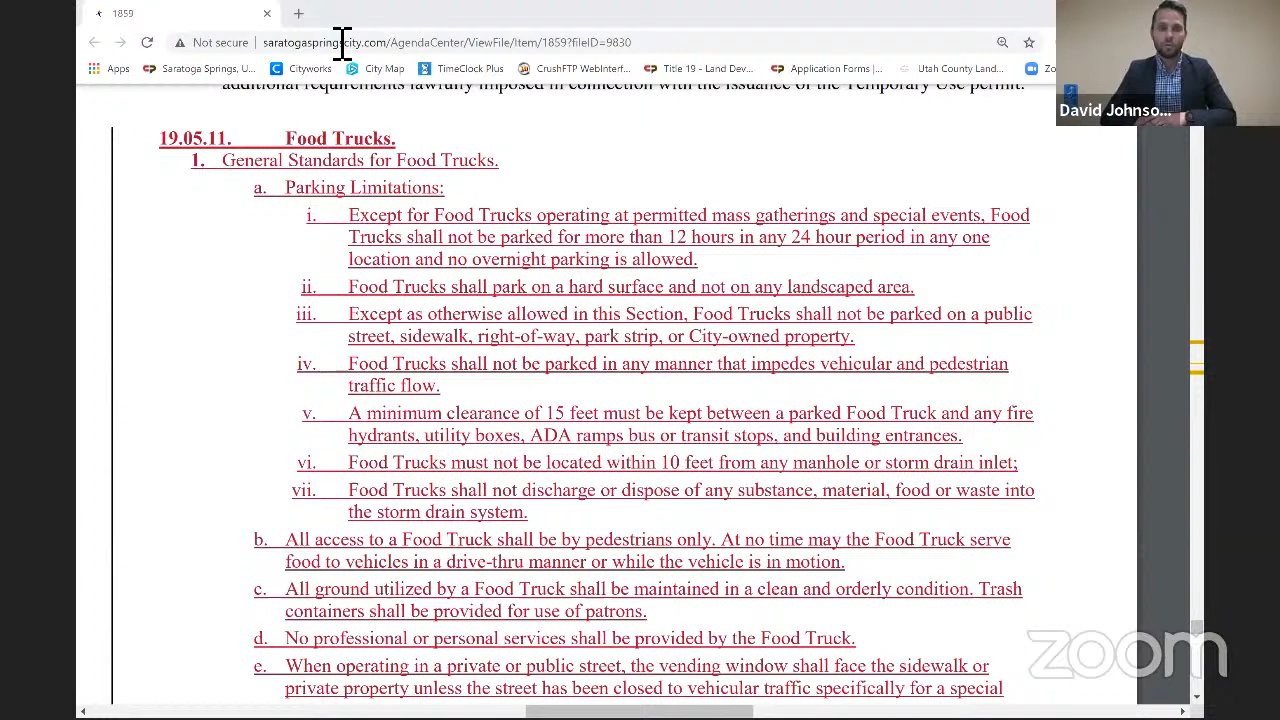 1859
Not secure
saratogaspringscity.com/AgendaCenter/ViewFile/Item/1859?fileID=9830
Apps
Saratoga Springs, U...
Cityworks
City Map
TimeClock Plus
CrushFTP WebInterf...
Title 19 - Land Dev...
Application Forms |...
Utah County Land...
Zo
David Johnso...
additional requirements lawfully imposed in connection with the issuance of the Temporary Use permit.
19.05.11. Food Trucks.
1. General Standards for Food Trucks.
a. Parking Limitations:
i. Except for Food Trucks operating at permitted mass gatherings and special events, Food
Trucks shall not be parked for more than 12 hours in any 24 hour period in any one
location and no overnight parking is allowed.
ii. Food Trucks shall park on a hard surface and not on any landscaped area.
iii. Except as otherwise allowed in this Section, Food Trucks shall not be parked on a public
street, sidewalk, right-of-way, park strip, or City-owned property.
iv. Food Trucks shall not be parked in any manner that impedes vehicular and pedestrian
traffic flow.
v. A minimum clearance of 15 feet must be kept between a parked Food Truck and any fire
hydrants, utility boxes, ADA ramps bus or transit stops, and building entrances.
vi. Food Trucks must not be located within 10 feet from any manhole or storm drain inlet;
vii. Food Trucks shall not discharge or dispose of any substance, material, food or waste into
the storm drain system.
b. All access to a Food Truck shall be by pedestrians only. At no time may the Food Truck serve
food to vehicles in a drive-thru manner or while the vehicle is in motion.
c. All ground utilized by a Food Truck shall be maintained in a clean and orderly condition. Trash
containers shall be provided for use of patrons.
d. No professional or personal services shall be provided by the Food Truck.
e. When operating in a private or public street, the vending window shall face the sidewalk or
private property unless the street has been closed to vehicular traffic specifically for a special
zoom